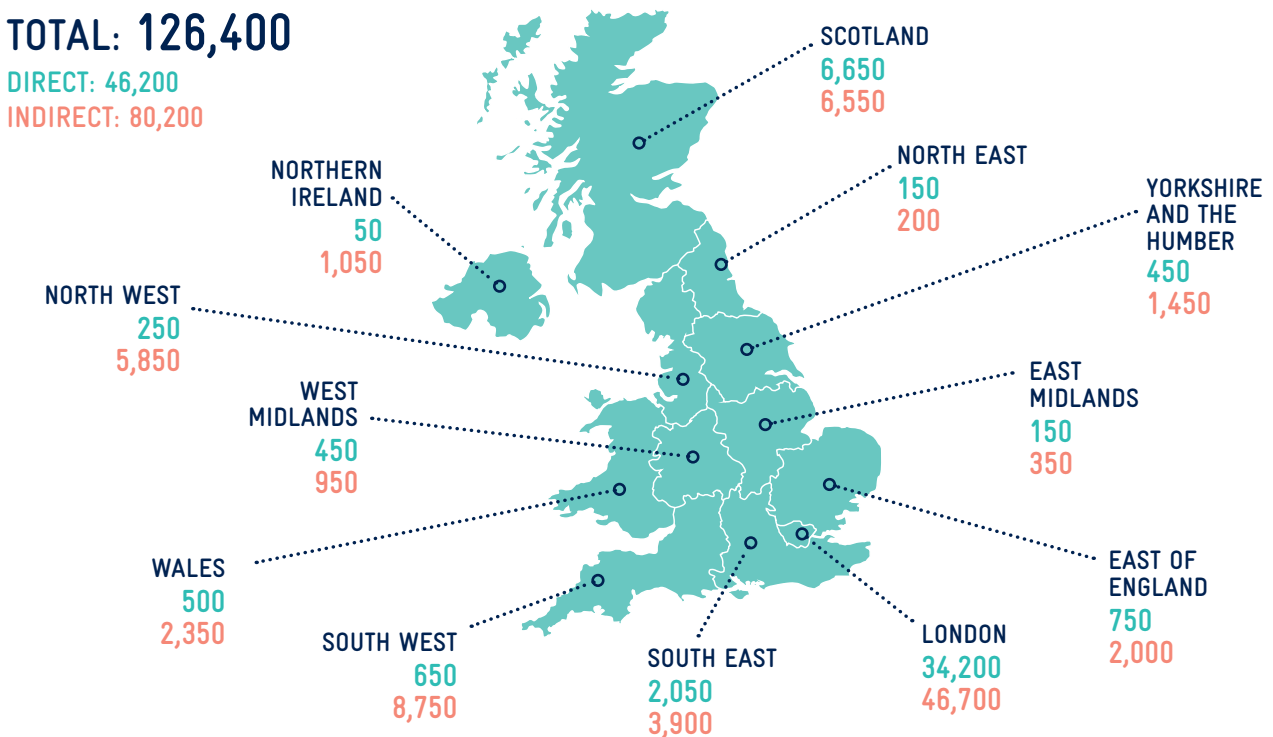 TOTAL: 126,400
DIRECT: 46,200
INDIRECT: 80,200
SCOTLAND
6,650
6,550
NORTH EAST
150
200
YORKSHIRE
AND THE
HUMBER
450
1,450
NORTHERN
IRELAND
50
1,050
NORTH WEST
250
5,850
WEST
MIDLANDS
450
950
EAST
MIDLANDS
150
350
WALES
500
2,350
SOUTH WEST
650
8,750
SOUTH EAST
2,050
3,900
LONDON
34,200
46,700
EAST OF
ENGLAND
750
2,000